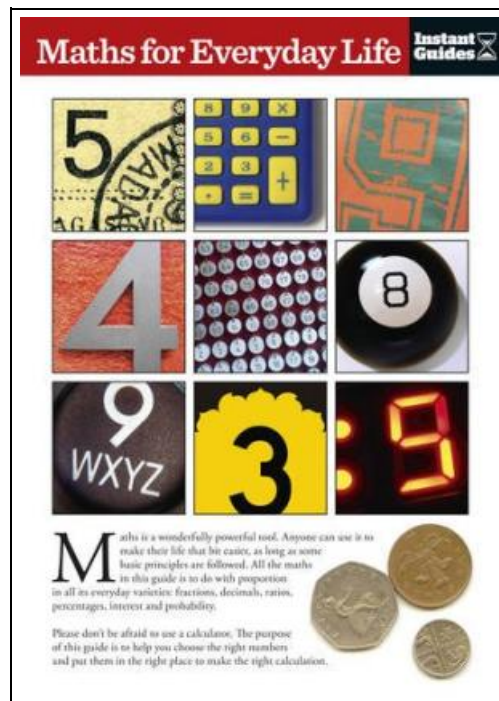 Maths for Everyday Life
Instant
Guides
5
MADA
8 9 ×
5 6 −
2 3 +
. =
4
8
9
WXYZ
3
9
Maths is a wonderfully powerful tool. Anyone can use it to
make their life that bit easier, as long as some
basic principles are followed. All the maths
in this guide is to do with proportion
in all its everyday varieties: fractions, decimals, ratios,
percentages, interest and probability.
Please don't be afraid to use a calculator. The purpose
of this guide is to help you choose the right numbers
and put them in the right place to make the right calculation.